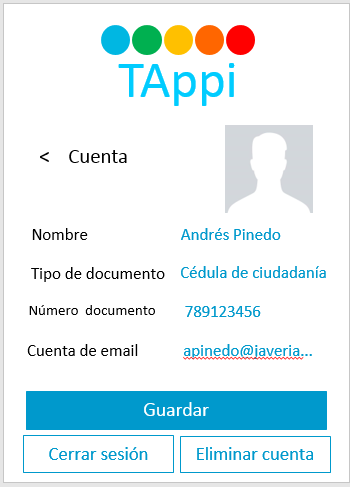 TAppi
< Cuenta
Nombre Andrés Pinedo
Tipo de documento Cédula de ciudadanía
Número documento 789123456
Cuenta de email apinedo@javeria...
Guardar
Cerrar sesión Eliminar cuenta